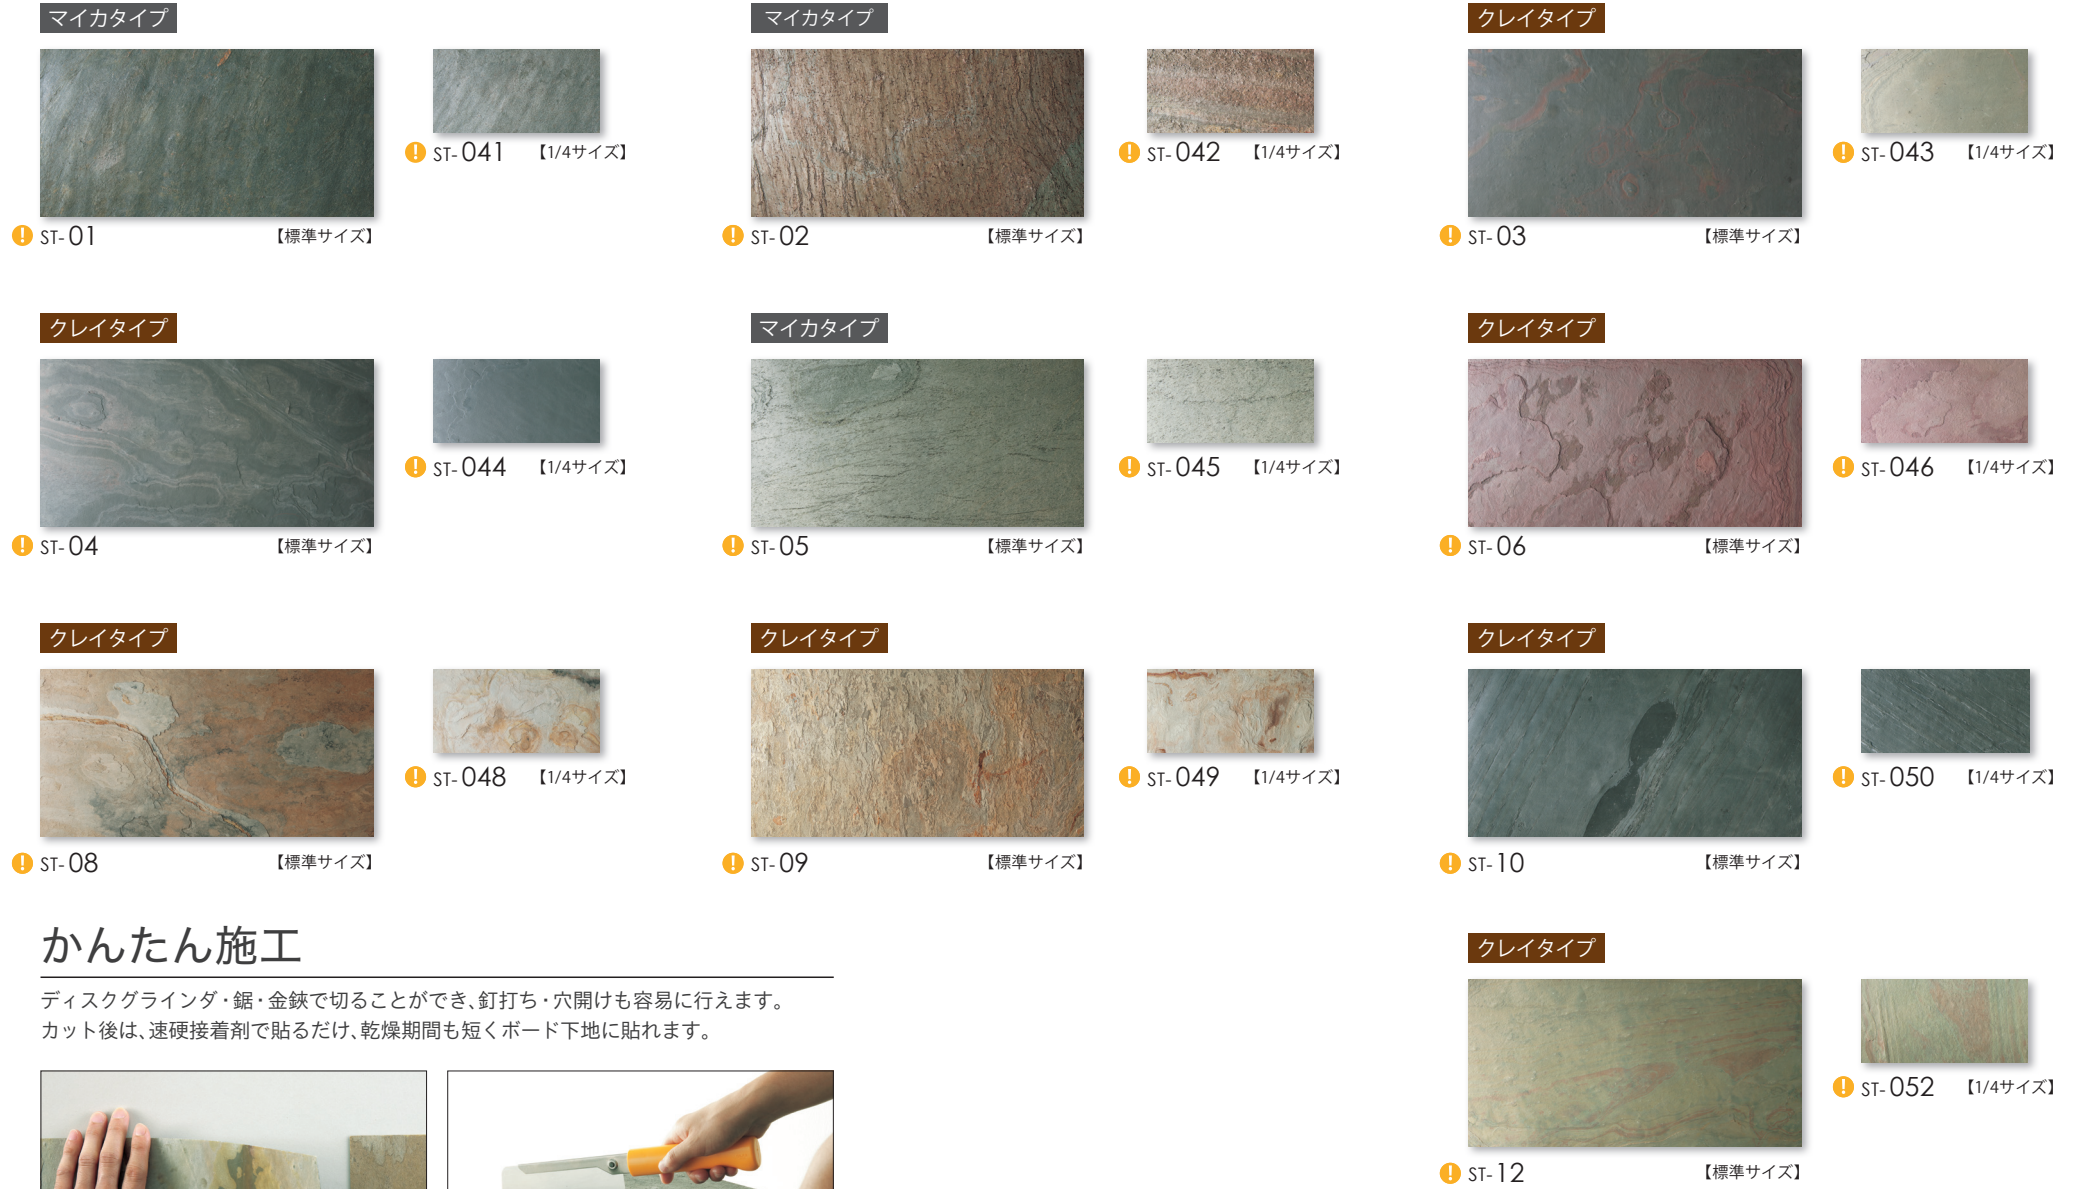 マイカタイプ
ST-01 【標準サイズ】
ST-041 【1/4サイズ】
マイカタイプ
ST-02 【標準サイズ】
ST-042 【1/4サイズ】
クレイタイプ
ST-03 【標準サイズ】
ST-043 【1/4サイズ】
クレイタイプ
ST-04 【標準サイズ】
ST-044 【1/4サイズ】
マイカタイプ
ST-05 【標準サイズ】
ST-045 【1/4サイズ】
クレイタイプ
ST-06 【標準サイズ】
ST-046 【1/4サイズ】
クレイタイプ
ST-08 【標準サイズ】
ST-048 【1/4サイズ】
クレイタイプ
ST-09 【標準サイズ】
ST-049 【1/4サイズ】
クレイタイプ
ST-10 【標準サイズ】
ST-050 【1/4サイズ】
クレイタイプ
ST-12 【標準サイズ】
ST-052 【1/4サイズ】
かんたん施工
ディスクグラインダ・鋸・金鋏で切ることができ、釘打ち・穴開けも容易に行えます。
カット後は、速硬接着剤で貼るだけ、乾燥期間も短くボード下地に貼れます。